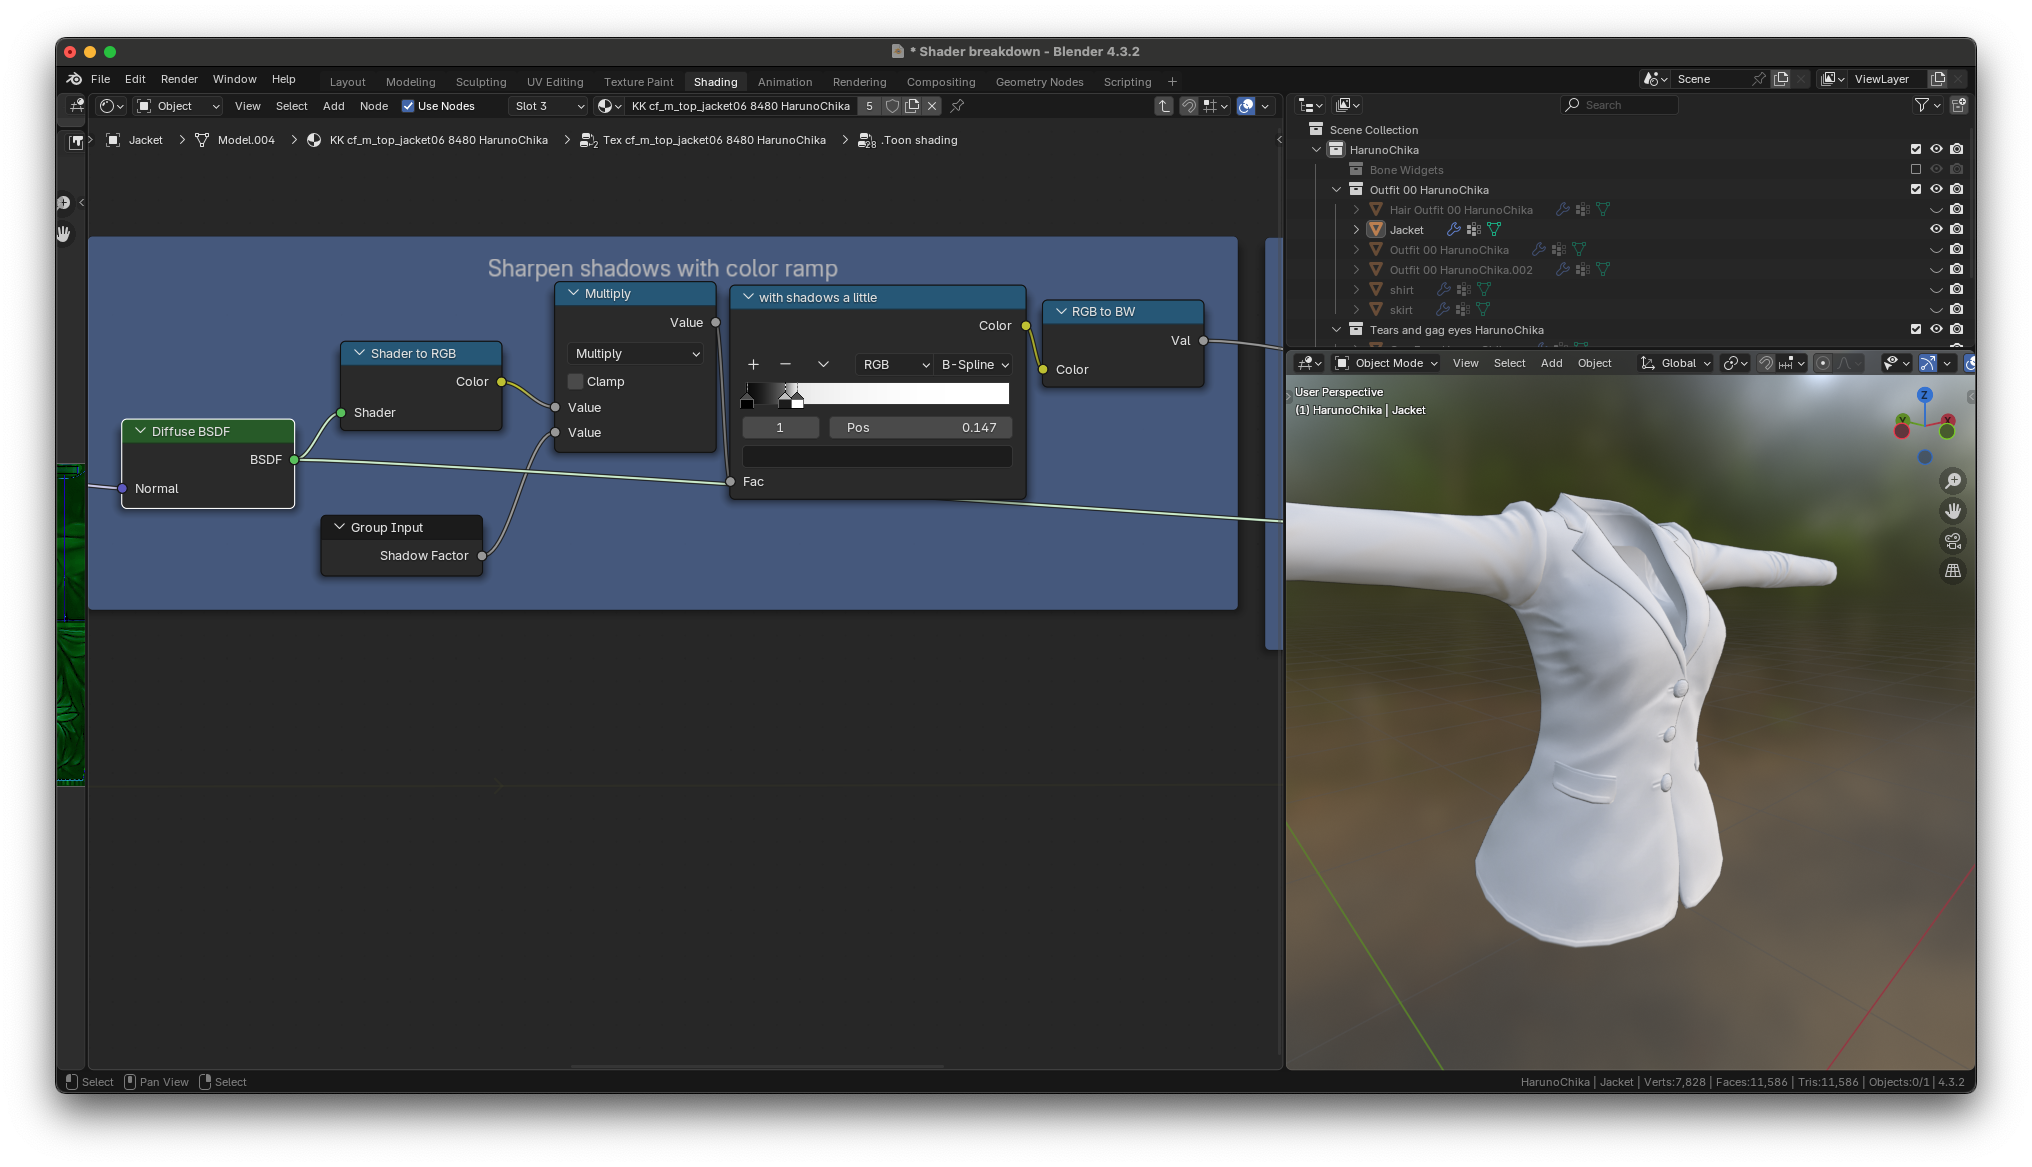 * Shader breakdown - Blender 4.3.2
File Edit Render Window Help
Layout Modeling Sculpting UV Editing Texture Paint Shading Animation Rendering Compositing Geometry Nodes Scripting +
Scene
ViewLayer
Object View Select Add Node Use Nodes Slot 3 KK cf_m_top_jacket06 8480 HarunoChika 5
Search
Jacket > Model.004 > KK cf_m_top_jacket06 8480 HarunoChika > 2 Tex cf_m_top_jacket06 8480 HarunoChika > 28 .Toon shading
Scene Collection
HarunoChika
Bone Widgets
Outfit 00 HarunoChika
Hair Outfit 00 HarunoChika
Jacket
Outfit 00 HarunoChika
Outfit 00 HarunoChika.002
shirt
skirt
Tears and gag eyes HarunoChika
Sharpen shadows with color ramp
Diffuse BSDF
BSDF
Normal
Shader to RGB
Color
Shader
Group Input
Shadow Factor
Multiply
Value
Multiply
Clamp
Value
Value
with shadows a little
Color
+ − RGB B-Spline
1 Pos 0.147
Fac
RGB to BW
Val
Color
Object Mode View Select Add Object Global
User Perspective
(1) HarunoChika | Jacket
Z
Y X
Select Pan View Select
HarunoChika | Jacket | Verts:7,828 | Faces:11,586 | Tris:11,586 | Objects:0/1 | 4.3.2